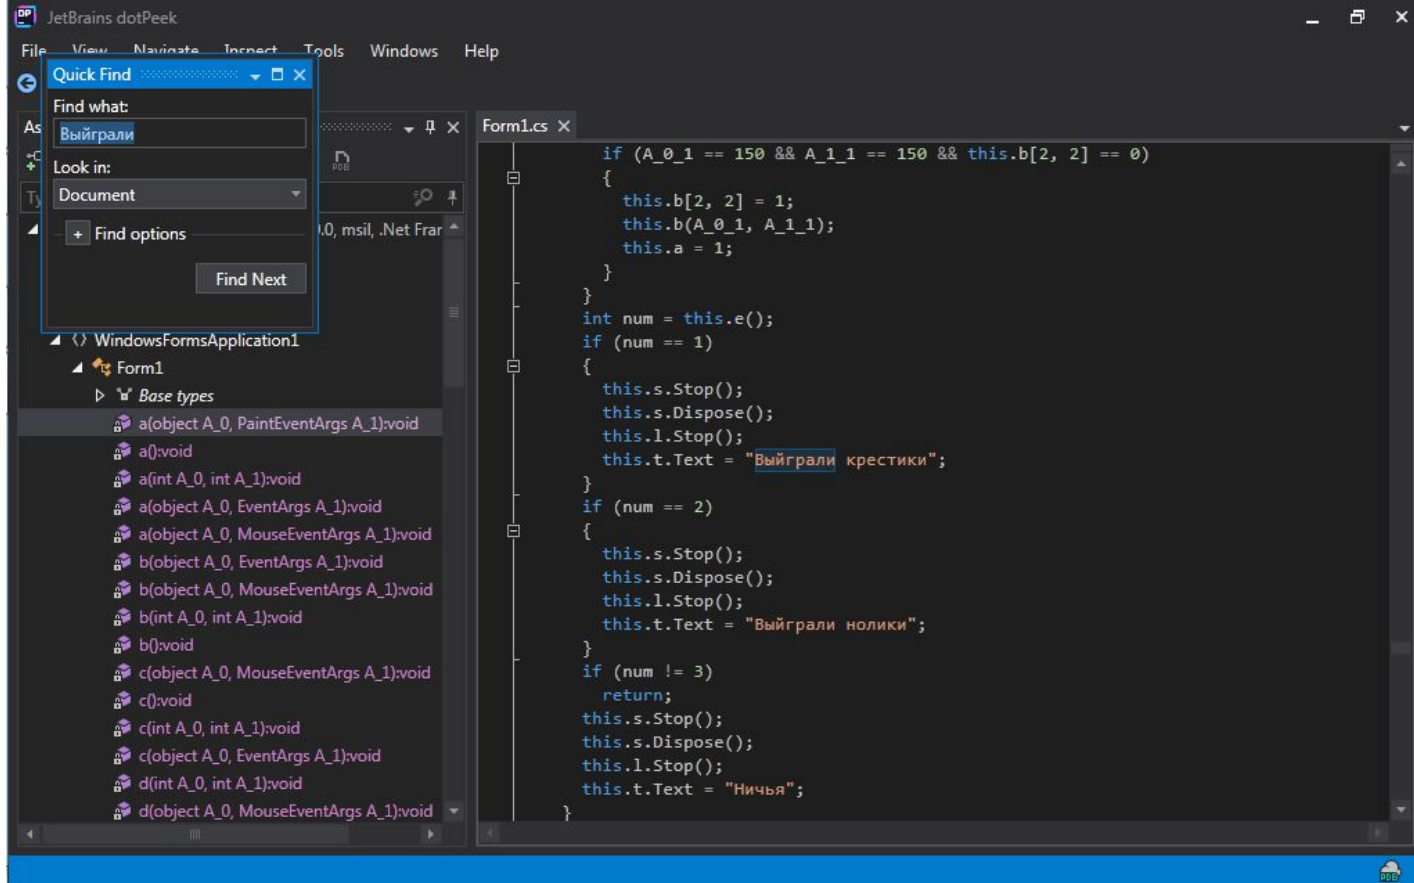 JetBrains dotPeek
File View Navigate Inspect Tools Windows Help
Quick Find
Find what:
Выйграли
Look in:
Document
Find options
Find Next
.0, msil, .Net Fran
WindowsFormsApplication1
Form1
Base types
a(object A_0, PaintEventArgs A_1):void
a():void
a(int A_0, int A_1):void
a(object A_0, EventArgs A_1):void
a(object A_0, MouseEventArgs A_1):void
b(object A_0, EventArgs A_1):void
b(object A_0, MouseEventArgs A_1):void
b(int A_0, int A_1):void
b():void
c(object A_0, MouseEventArgs A_1):void
c():void
c(int A_0, int A_1):void
c(object A_0, EventArgs A_1):void
d(int A_0, int A_1):void
d(object A_0, MouseEventArgs A_1):void
Form1.cs
if (A_0_1 == 150 && A_1_1 == 150 && this.b[2, 2] == 0)
{
this.b[2, 2] = 1;
this.b(A_0_1, A_1_1);
this.a = 1;
}
}
int num = this.e();
if (num == 1)
{
this.s.Stop();
this.s.Dispose();
this.l.Stop();
this.t.Text = "Выйграли крестики";
}
if (num == 2)
{
this.s.Stop();
this.s.Dispose();
this.l.Stop();
this.t.Text = "Выйграли нолики";
}
if (num != 3)
return;
this.s.Stop();
this.s.Dispose();
this.l.Stop();
this.t.Text = "Ничья";
}